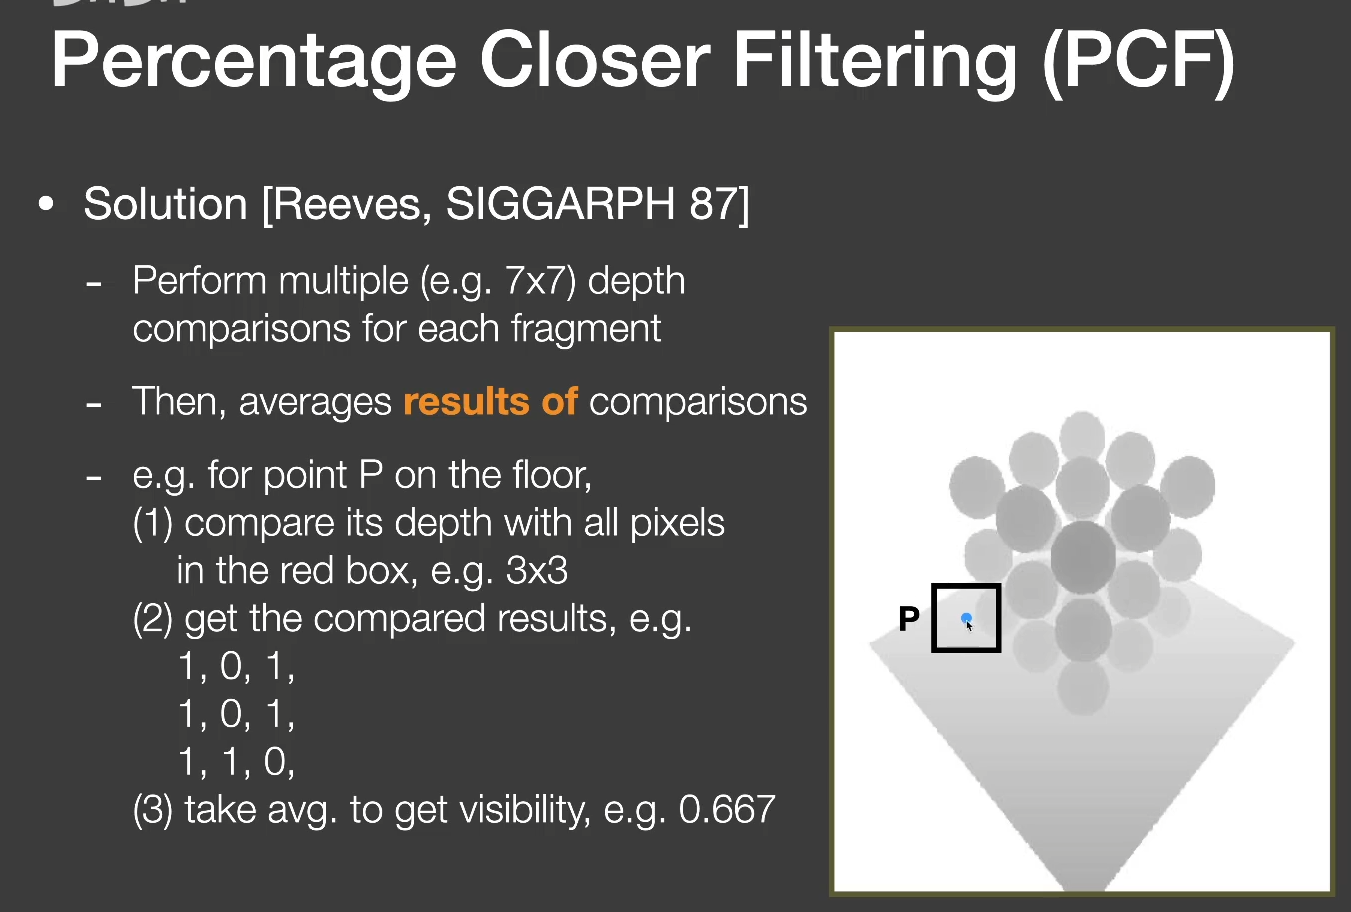 Percentage Closer Filtering (PCF)
• Solution [Reeves, SIGGARPH 87]
- Perform multiple (e.g. 7x7) depth
comparisons for each fragment
- Then, averages results of comparisons
- e.g. for point P on the floor,
(1) compare its depth with all pixels
in the red box, e.g. 3x3
(2) get the compared results, e.g.
1, 0, 1,
1, 0, 1,
1, 1, 0,
(3) take avg. to get visibility, e.g. 0.667
P